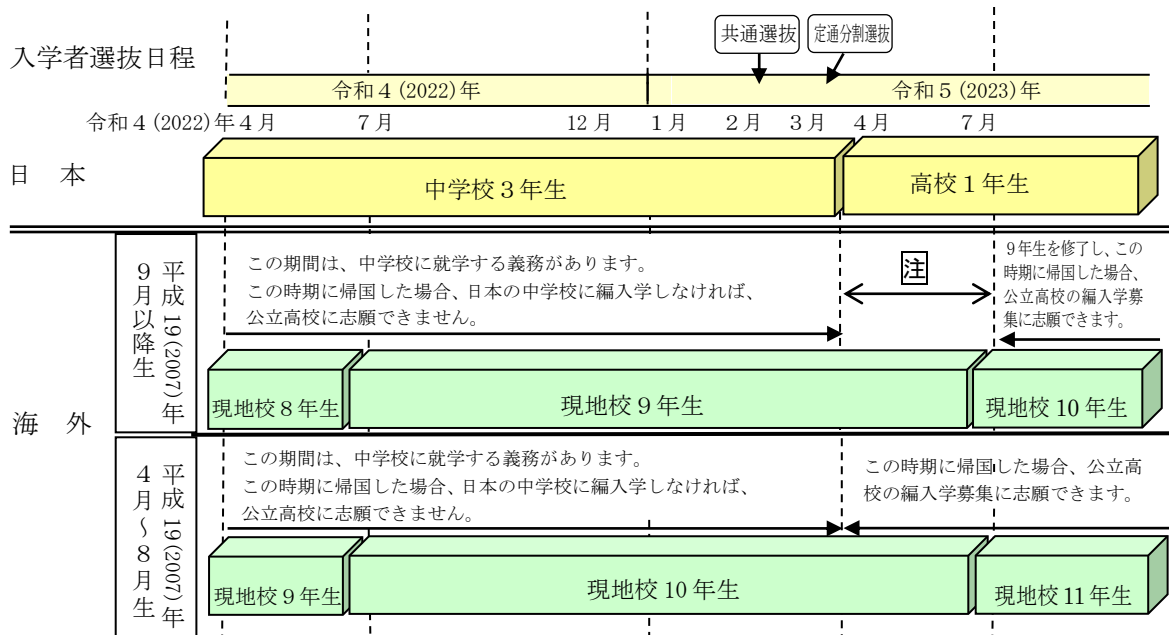 共通選抜
定通分割選抜
入学者選抜日程
令和４(2022)年
令和５(2023)年
令和４(2022)年４月
７月
12月
１月
２月
３月
４月
７月
日　本
中学校３年生
高校１年生
海　外
平成19(2007)年
９月以降生
この期間は、中学校に就学する義務があります。
この時期に帰国した場合、日本の中学校に編入学しなければ、
公立高校に志願できません。
注
９年生を修了し、この
時期に帰国した場合、
公立高校の編入学募
集に志願できます。
現地校８年生
現地校９年生
現地校10年生
平成19(2007)年
４月～８月生
この期間は、中学校に就学する義務があります。
この時期に帰国した場合、日本の中学校に編入学しなければ、
公立高校に志願できません。
この時期に帰国した場合、公立高
校の編入学募集に志願できます。
現地校９年生
現地校10年生
現地校11年生